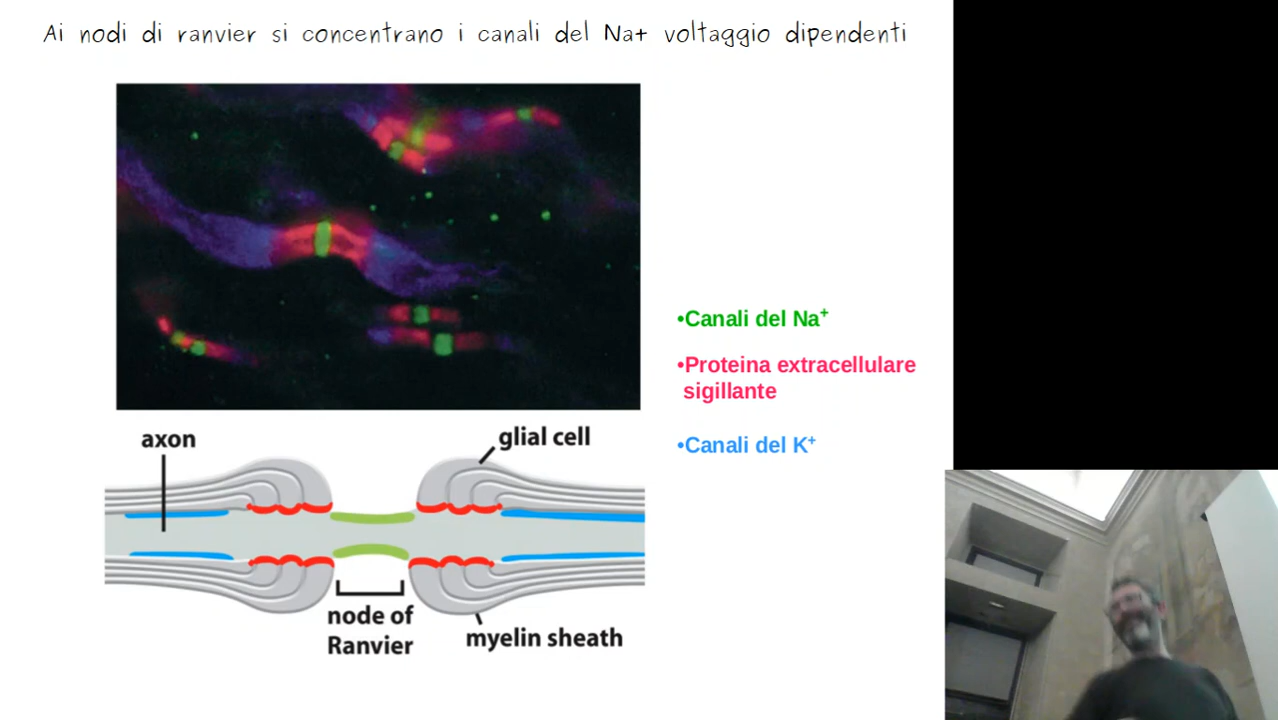 Ai nodi di ranvier si concentrano i canali del Na+ voltaggio dipendenti
•Canali del Na+
•Proteina extracellulare
sigillante
•Canali del K+
axon
glial cell
node of
Ranvier
myelin sheath